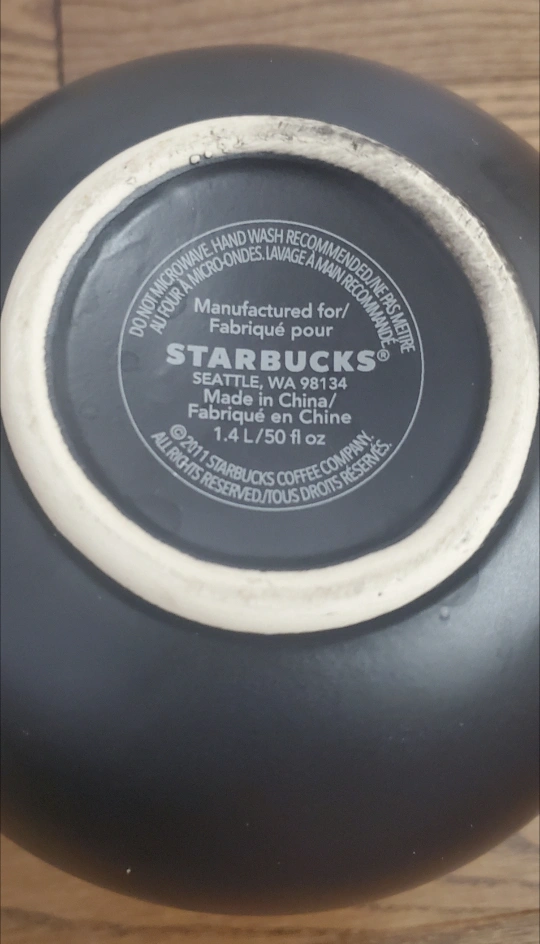 DO NOT MICROWAVE. HAND WASH RECOMMENDED/NE PAS METTRE
AU FOUR À MICRO-ONDES. LAVAGE À MAIN RECOMMANDÉ.
Manufactured for/
Fabriqué pour
STARBUCKS®
SEATTLE, WA 98134
Made in China/
Fabriqué en Chine
1.4 L/50 fl oz
©2011 STARBUCKS COFFEE COMPANY.
ALL RIGHTS RESERVED./TOUS DROITS RÉSERVÉS.